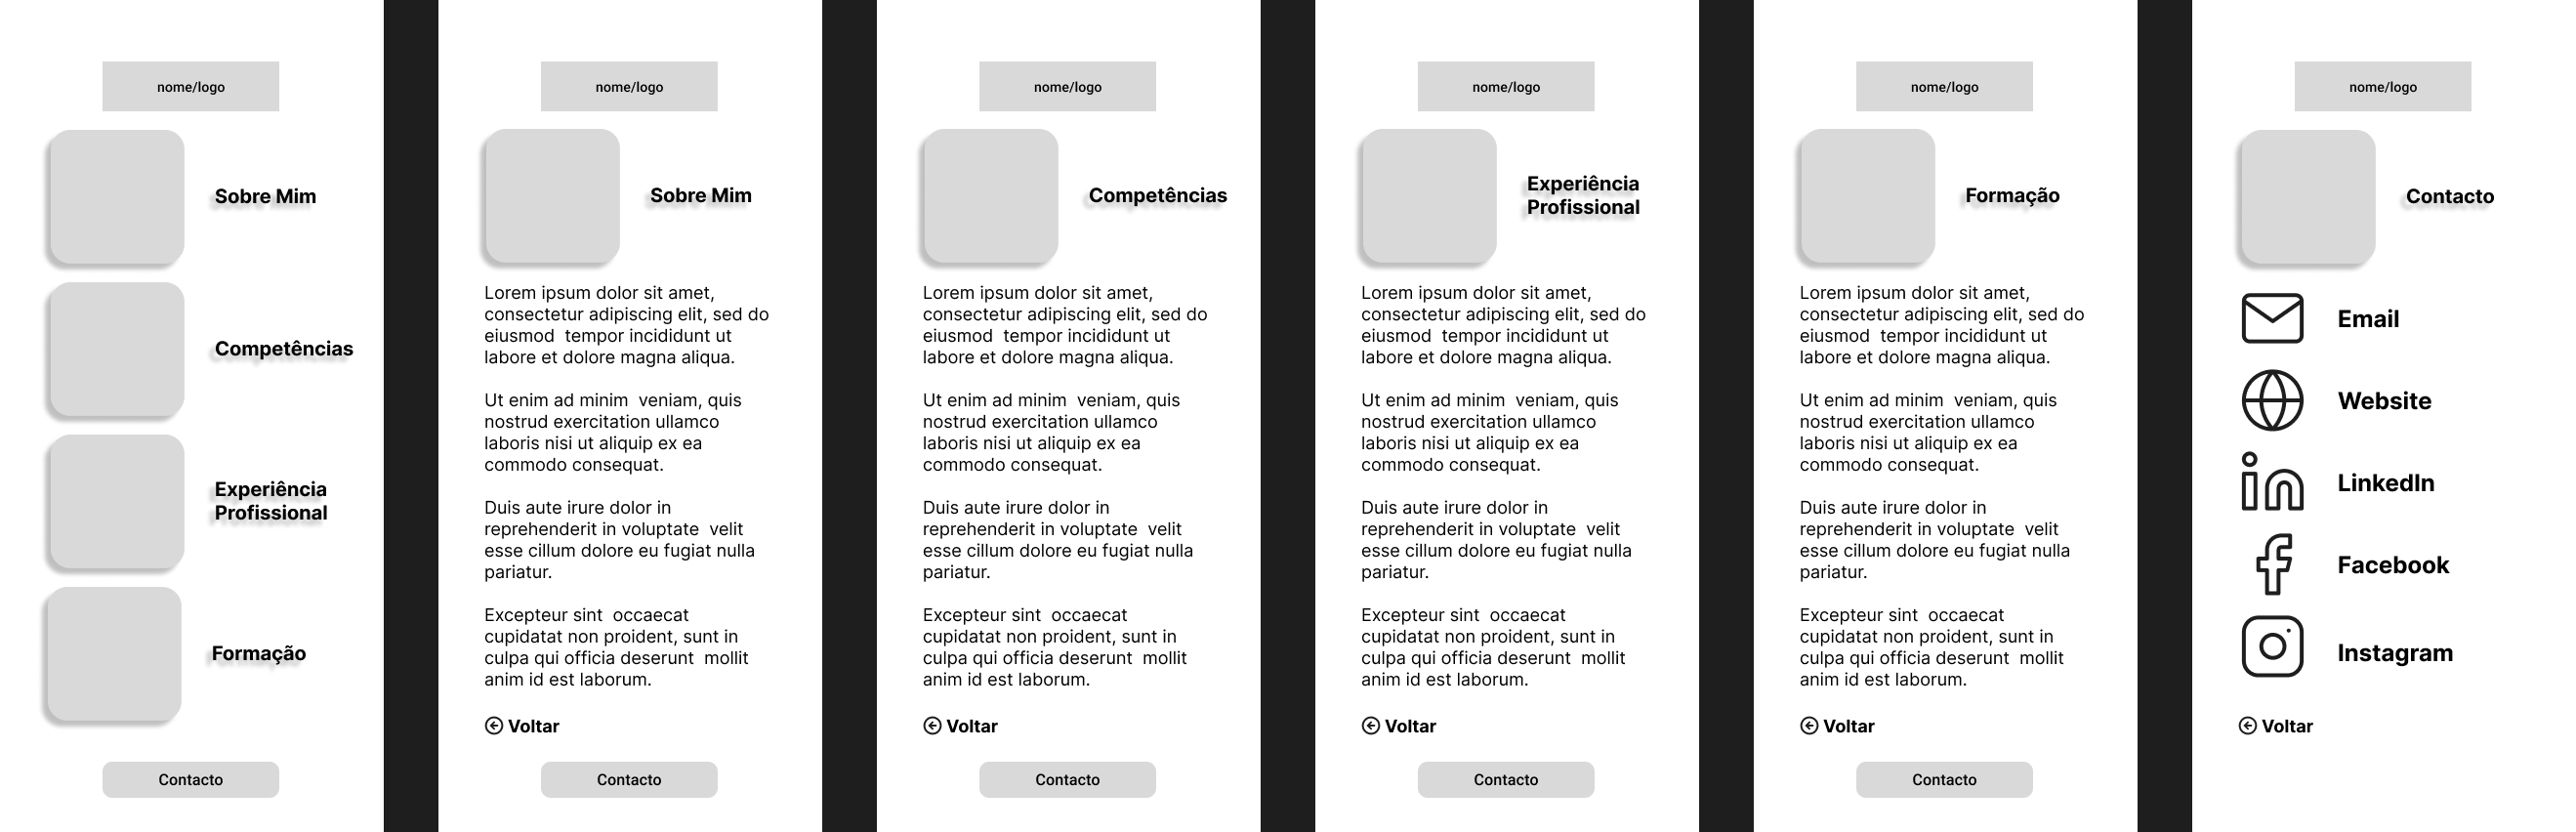 nome/logo
Sobre Mim
Competências
Experiência
Profissional
Formação
Contacto
nome/logo
Sobre Mim
Lorem ipsum dolor sit amet,
consectetur adipiscing elit, sed do
eiusmod  tempor incididunt ut
labore et dolore magna aliqua.
Ut enim ad minim  veniam, quis
nostrud exercitation ullamco
laboris nisi ut aliquip ex ea
commodo consequat.
Duis aute irure dolor in
reprehenderit in voluptate  velit
esse cillum dolore eu fugiat nulla
pariatur.
Excepteur sint  occaecat
cupidatat non proident, sunt in
culpa qui officia deserunt  mollit
anim id est laborum.
Voltar
Contacto
nome/logo
Competências
Lorem ipsum dolor sit amet,
consectetur adipiscing elit, sed do
eiusmod  tempor incididunt ut
labore et dolore magna aliqua.
Ut enim ad minim  veniam, quis
nostrud exercitation ullamco
laboris nisi ut aliquip ex ea
commodo consequat.
Duis aute irure dolor in
reprehenderit in voluptate  velit
esse cillum dolore eu fugiat nulla
pariatur.
Excepteur sint  occaecat
cupidatat non proident, sunt in
culpa qui officia deserunt  mollit
anim id est laborum.
Voltar
Contacto
nome/logo
Experiência
Profissional
Lorem ipsum dolor sit amet,
consectetur adipiscing elit, sed do
eiusmod  tempor incididunt ut
labore et dolore magna aliqua.
Ut enim ad minim  veniam, quis
nostrud exercitation ullamco
laboris nisi ut aliquip ex ea
commodo consequat.
Duis aute irure dolor in
reprehenderit in voluptate  velit
esse cillum dolore eu fugiat nulla
pariatur.
Excepteur sint  occaecat
cupidatat non proident, sunt in
culpa qui officia deserunt  mollit
anim id est laborum.
Voltar
Contacto
nome/logo
Formação
Lorem ipsum dolor sit amet,
consectetur adipiscing elit, sed do
eiusmod  tempor incididunt ut
labore et dolore magna aliqua.
Ut enim ad minim  veniam, quis
nostrud exercitation ullamco
laboris nisi ut aliquip ex ea
commodo consequat.
Duis aute irure dolor in
reprehenderit in voluptate  velit
esse cillum dolore eu fugiat nulla
pariatur.
Excepteur sint  occaecat
cupidatat non proident, sunt in
culpa qui officia deserunt  mollit
anim id est laborum.
Voltar
Contacto
nome/logo
Contacto
Email
Website
LinkedIn
Facebook
Instagram
Voltar